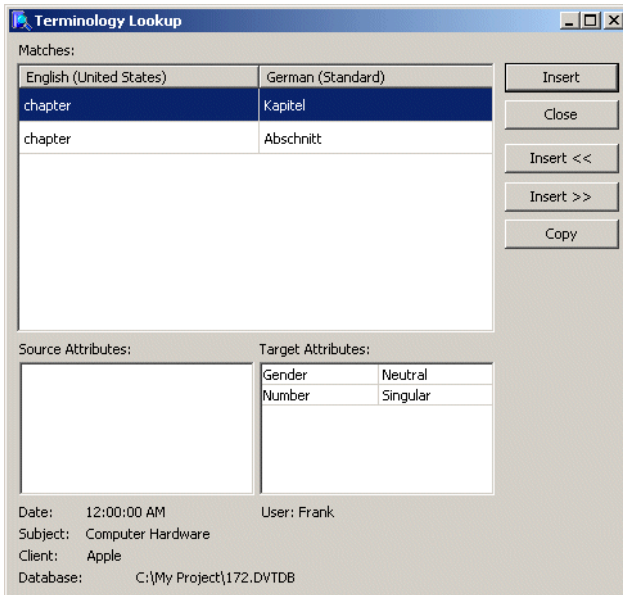 Terminology Lookup
Matches:
English (United States) German (Standard)
chapter Kapitel
chapter Abschnitt
Insert
Close
Insert <<
Insert >>
Copy
Source Attributes: Target Attributes:
Gender Neutral
Number Singular
Date: 12:00:00 AM User: Frank
Subject: Computer Hardware
Client: Apple
Database: C:\My Project\172.DVTDB